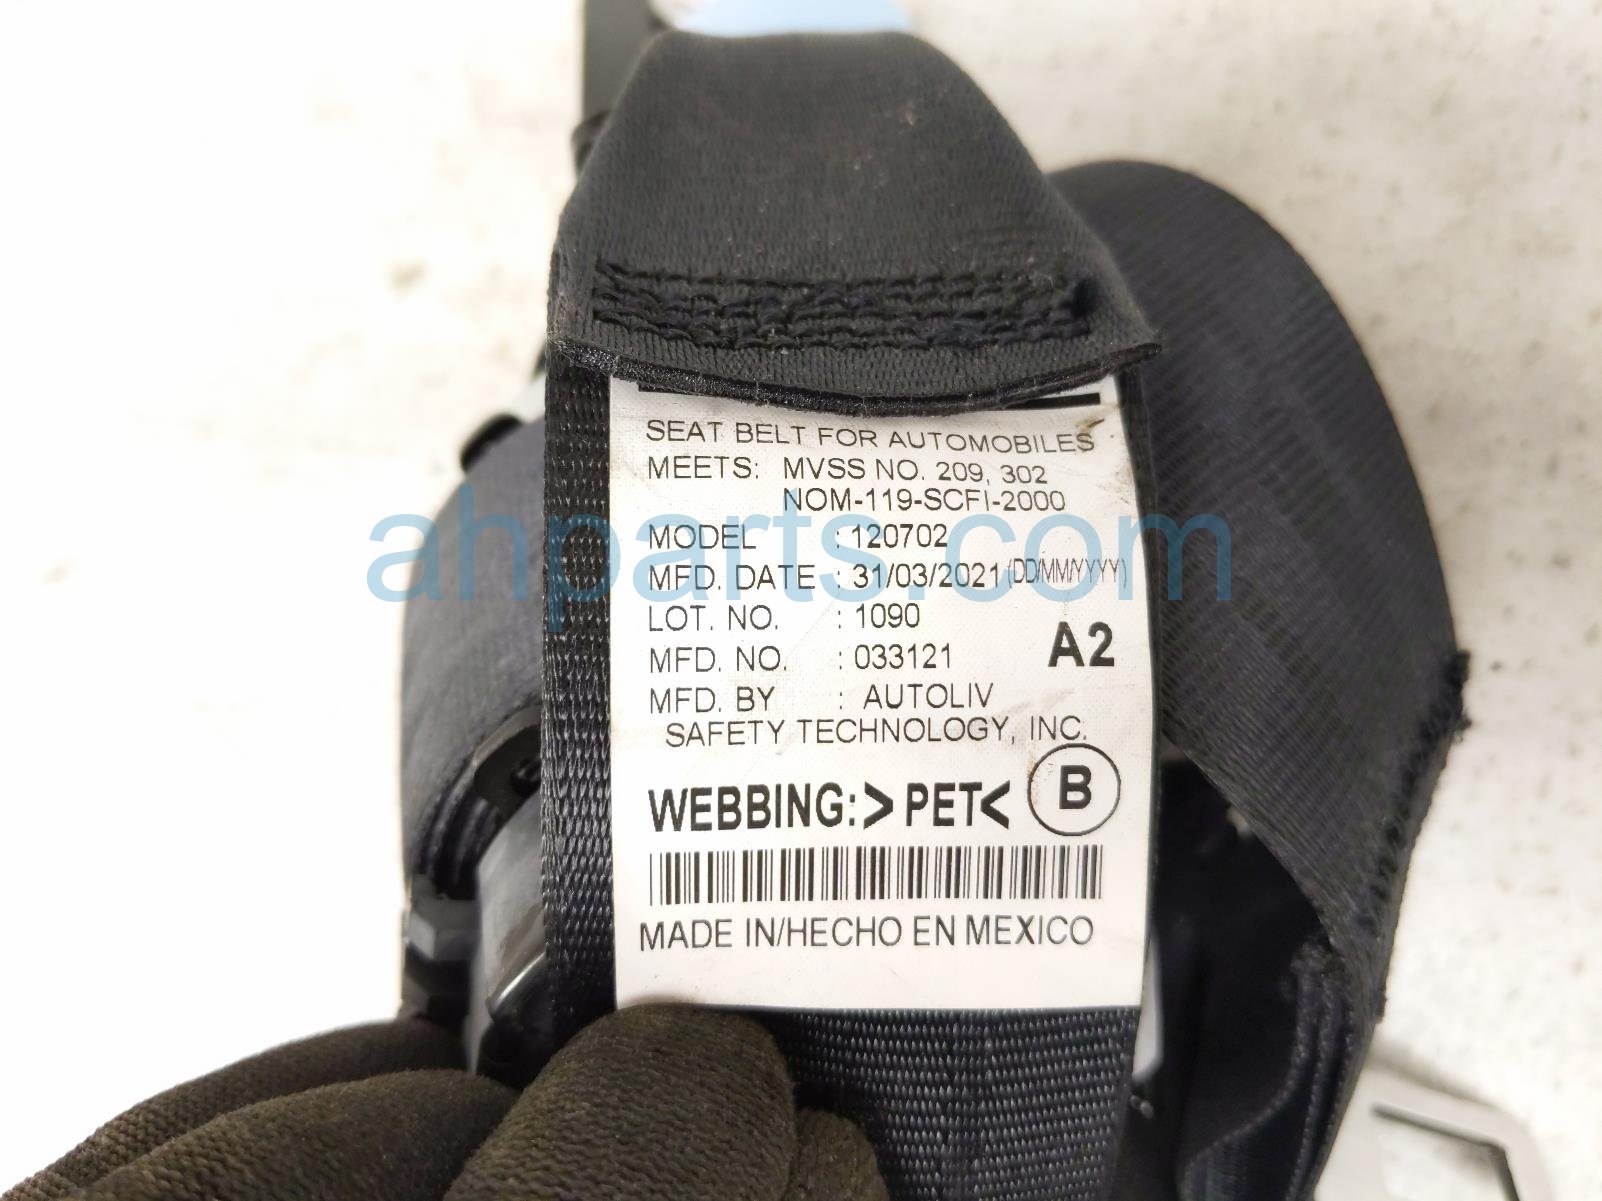 SEAT BELT FOR AUTOMOBILES
MEETS: MVSS NO. 209, 302
NOM-119-SCFI-2000
MODEL : 120702
MFD. DATE : 31/03/2021 (DD/MM/YYYY)
LOT. NO. : 1090
MFD. NO. : 033121 A2
MFD. BY : AUTOLIV
SAFETY TECHNOLOGY, INC.
WEBBING: >PET< B
MADE IN/HECHO EN MEXICO
ahparts.com